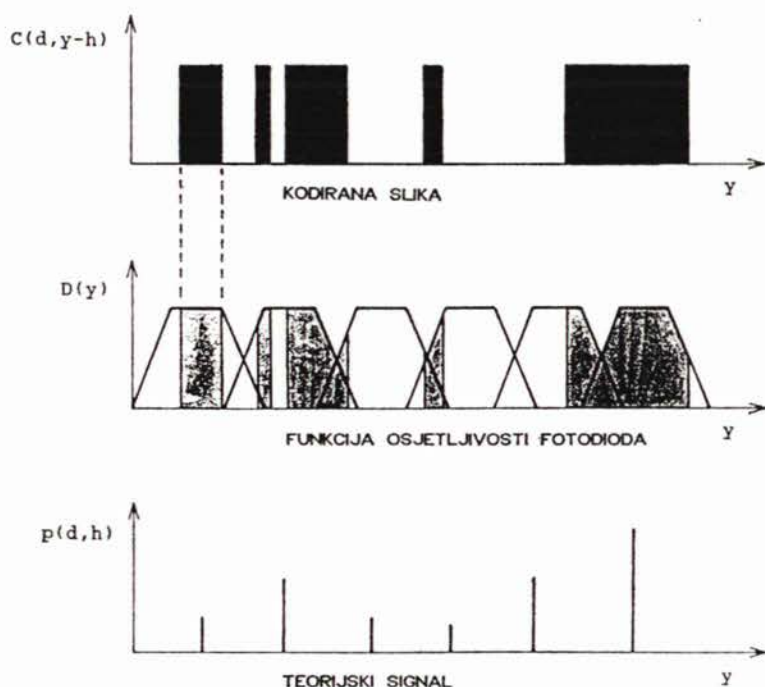 C(d,y-h)
y
KODIRANA SLIKA
D(y)
y
FUNKCIJA OSJETLJIVOSTI FOTODIODA
p(d,h)
y
TEORIJSKI SIGNAL